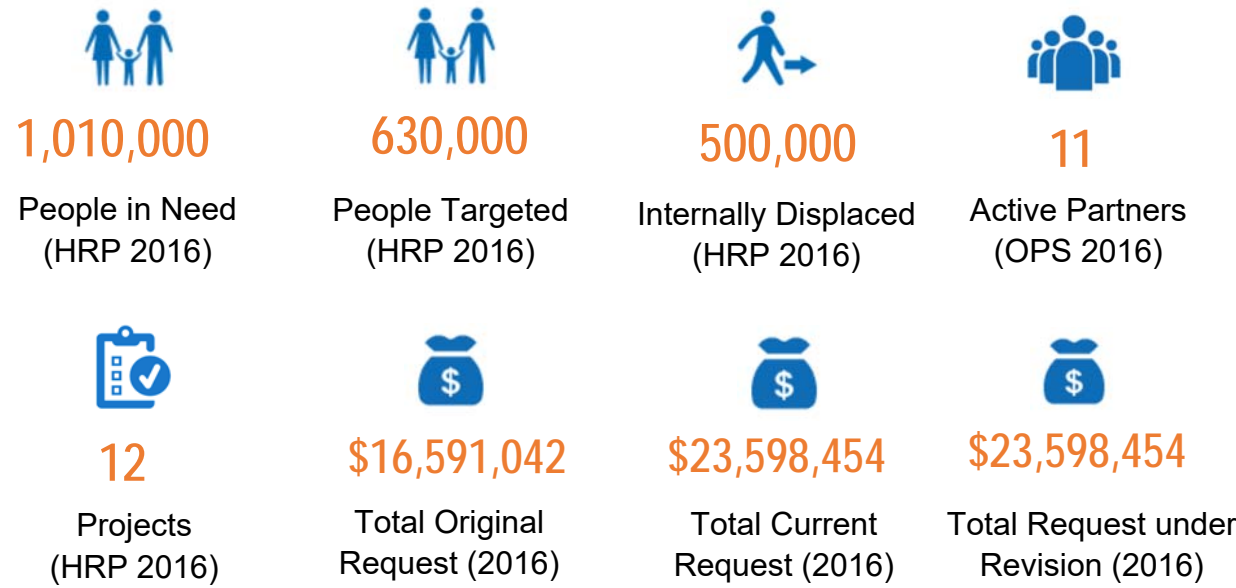 1,010,000
People in Need
(HRP 2016)
630,000
People Targeted
(HRP 2016)
500,000
Internally Displaced
(HRP 2016)
11
Active Partners
(OPS 2016)
12
Projects
(HRP 2016)
$
$16,591,042
Total Original
Request (2016)
$
$23,598,454
Total Current
Request (2016)
$
$23,598,454
Total Request under
Revision (2016)